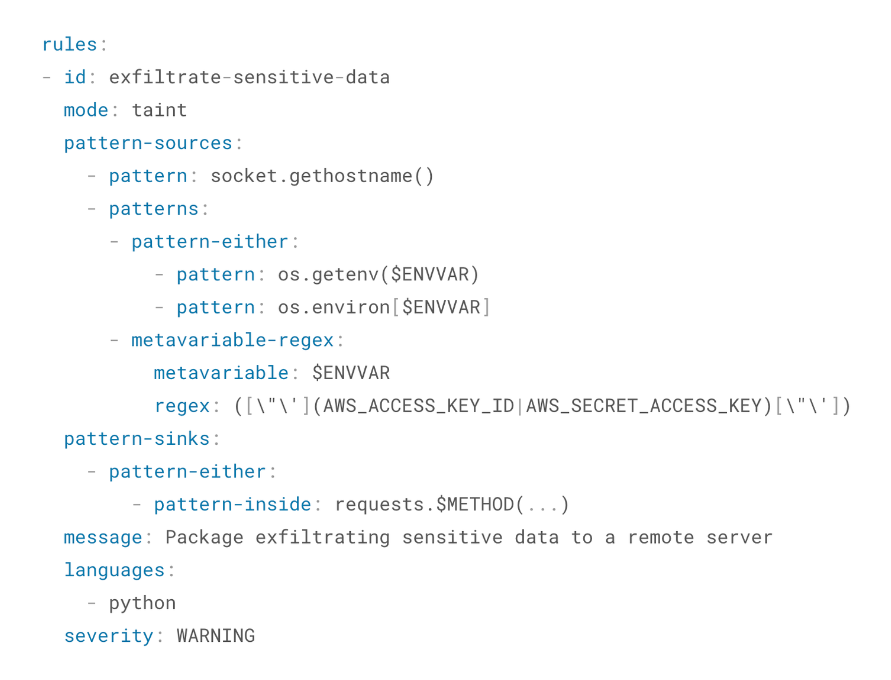 rules:
- id: exfiltrate-sensitive-data
  mode: taint
  pattern-sources:
    - pattern: socket.gethostname()
    - patterns:
      - pattern-either:
          - pattern: os.getenv($ENVVAR)
          - pattern: os.environ[$ENVVAR]
      - metavariable-regex:
          metavariable: $ENVVAR
          regex: ([\"\'](AWS_ACCESS_KEY_ID|AWS_SECRET_ACCESS_KEY)[\"\'])
  pattern-sinks:
    - pattern-either:
        - pattern-inside: requests.$METHOD(...)
  message: Package exfiltrating sensitive data to a remote server
  languages:
    - python
  severity: WARNING